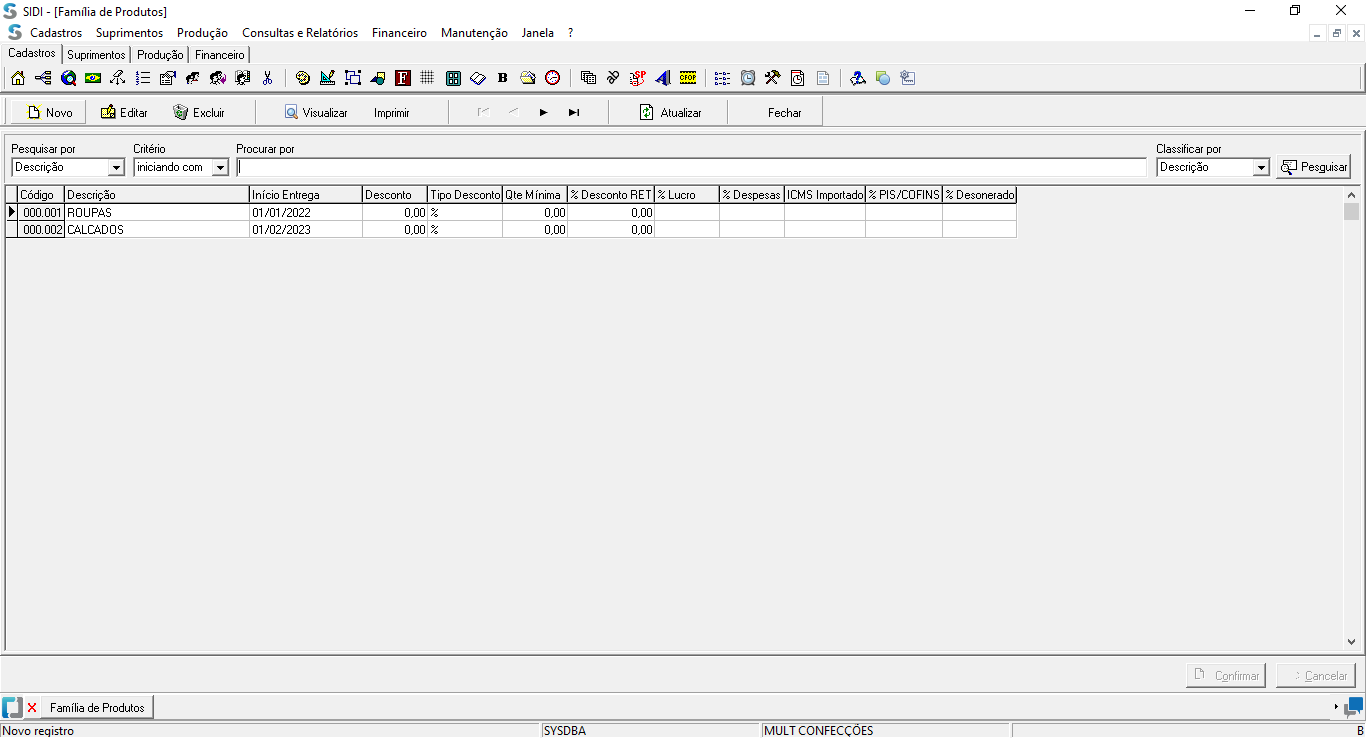 SIDI - [Família de Produtos]
Cadastros Suprimentos Produção Consultas e Relatórios Financeiro Manutenção Janela ?
Cadastros Suprimentos Produção Financeiro
F B SP CFOP
Novo Editar Excluir Visualizar Imprimir Atualizar Fechar
Pesquisar por Critério Procurar por Classificar por
Descrição iniciando com Descrição Pesguisar
Código Descrição Início Entrega Desconto Tipo Desconto Qte Mínima % Desconto RET % Lucro % Despesas ICMS Importado % PIS/COFINS % Desonerado
000.001 ROUPAS 01/01/2022 0,00 % 0,00 0,00
000.002 CALCADOS 01/02/2023 0,00 % 0,00 0,00
Confirmar Cancelar
Família de Produtos
Novo registro SYSDBA MULT CONFECÇÕES B